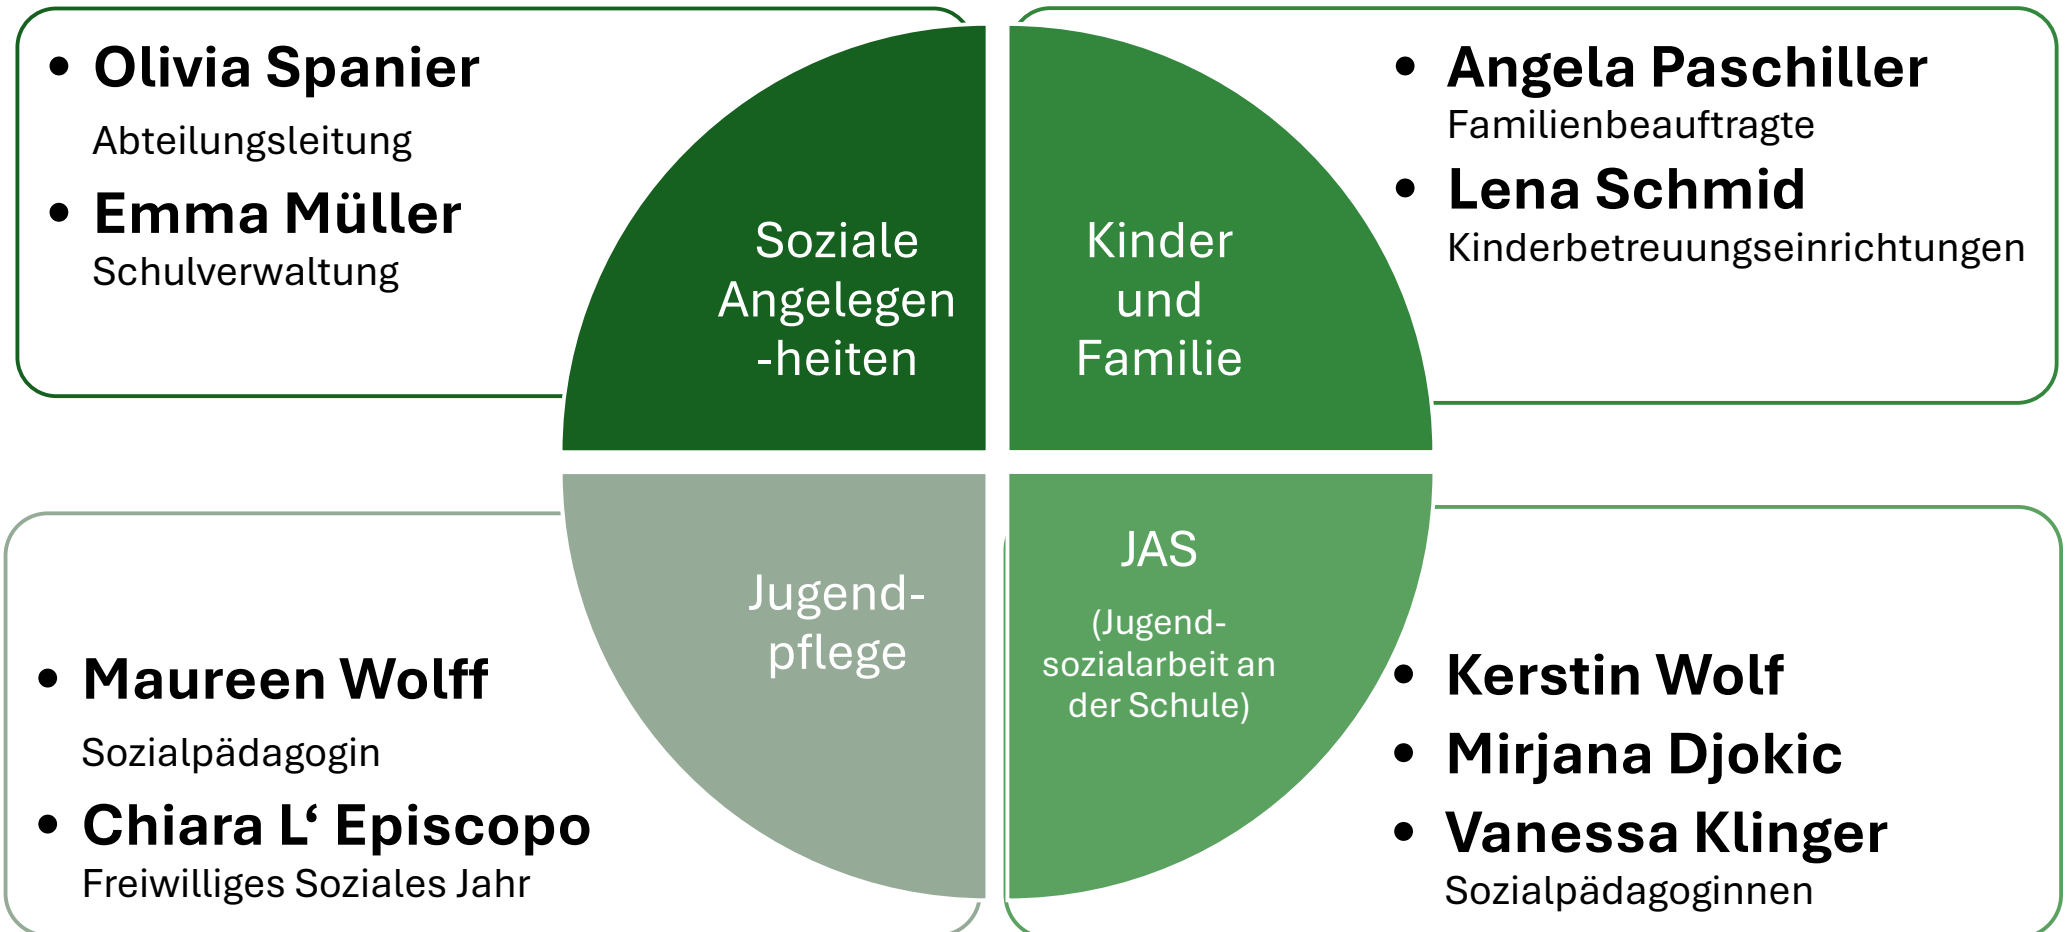 • Olivia Spanier
Abteilungsleitung
• Emma Müller
Schulverwaltung
Soziale
Angelegen
-heiten
Kinder
und
Familie
• Angela Paschiller
Familienbeauftragte
• Lena Schmid
Kinderbetreuungseinrichtungen
• Maureen Wolff
Sozialpädagogin
• Chiara L‘ Episcopo
Freiwilliges Soziales Jahr
Jugend-
pflege
JAS
(Jugend-
sozialarbeit an
der Schule)
• Kerstin Wolf
• Mirjana Djokic
• Vanessa Klinger
Sozialpädagoginnen